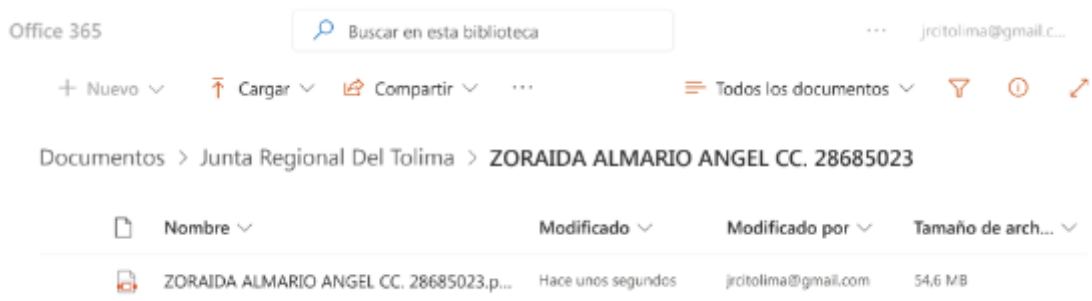 Office 365 Buscar en esta biblioteca ... jrcitolima@gmail.c...
+ Nuevo Cargar Compartir ... Todos los documentos
Documentos > Junta Regional Del Tolima > ZORAIDA ALMARIO ANGEL CC. 28685023
Nombre Modificado Modificado por Tamaño de arch...
ZORAIDA ALMARIO ANGEL CC. 28685023.p... Hace unos segundos jrcitolima@gmail.com 54,6 MB